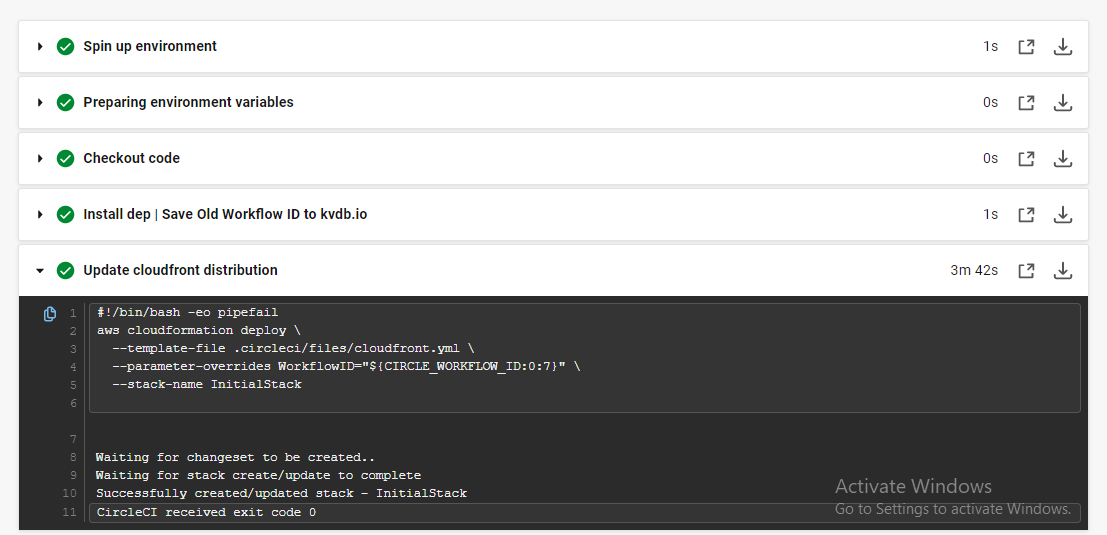 Spin up environment 1s
Preparing environment variables 0s
Checkout code 0s
Install dep | Save Old Workflow ID to kvdb.io 1s
Update cloudfront distribution 3m 42s
1 #!/bin/bash -eo pipefail
2 aws cloudformation deploy \
3 --template-file .circleci/files/cloudfront.yml \
4 --parameter-overrides WorkflowID="${CIRCLE_WORKFLOW_ID:0:7}" \
5 --stack-name InitialStack
6
7
8 Waiting for changeset to be created..
9 Waiting for stack create/update to complete
10 Successfully created/updated stack - InitialStack
11 CircleCI received exit code 0
Activate Windows
Go to Settings to activate Windows.